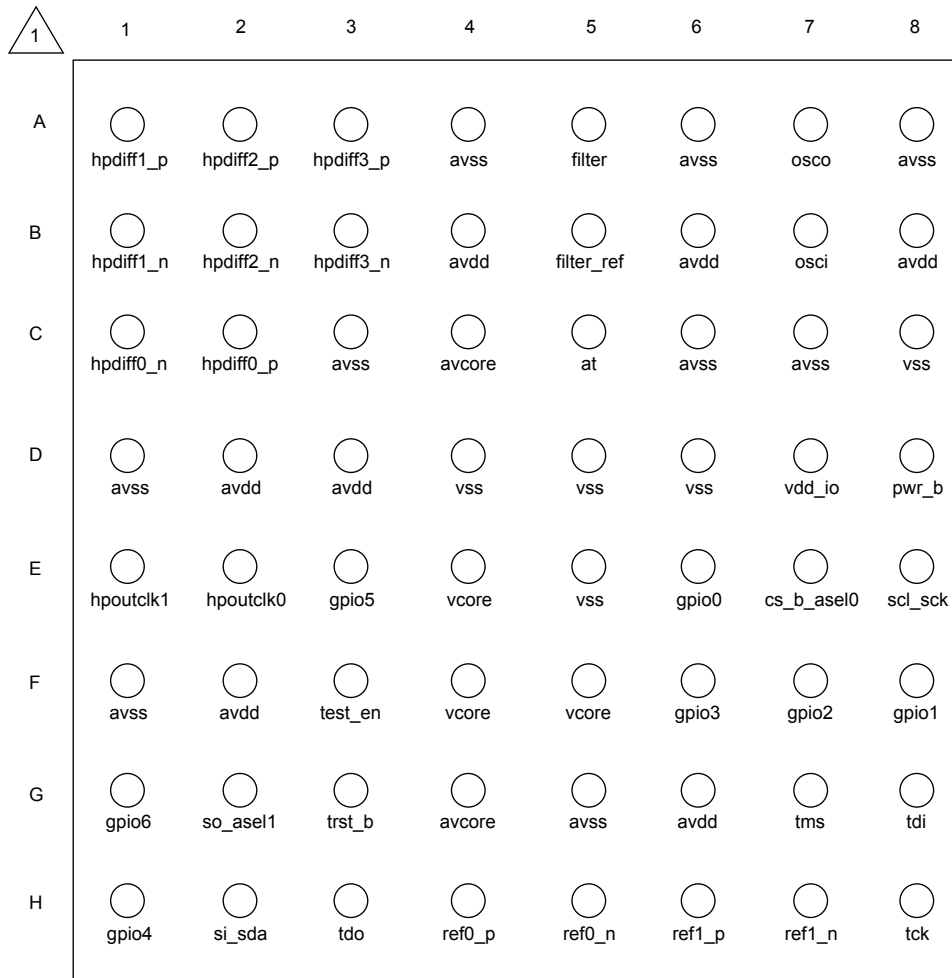 1 1 2 3 4 5 6 7 8
A
hpdiff1_p hpdiff2_p hpdiff3_p avss filter avss osco avss
B
hpdiff1_n hpdiff2_n hpdiff3_n avdd filter_ref avdd osci avdd
C
hpdiff0_n hpdiff0_p avss avcore at avss avss vss
D
avss avdd avdd vss vss vss vdd_io pwr_b
E
hpoutclk1 hpoutclk0 gpio5 vcore vss gpio0 cs_b_asel0 scl_sck
F
avss avdd test_en vcore vcore gpio3 gpio2 gpio1
G
gpio6 so_asel1 trst_b avcore avss avdd tms tdi
H
gpio4 si_sda tdo ref0_p ref0_n ref1_p ref1_n tck